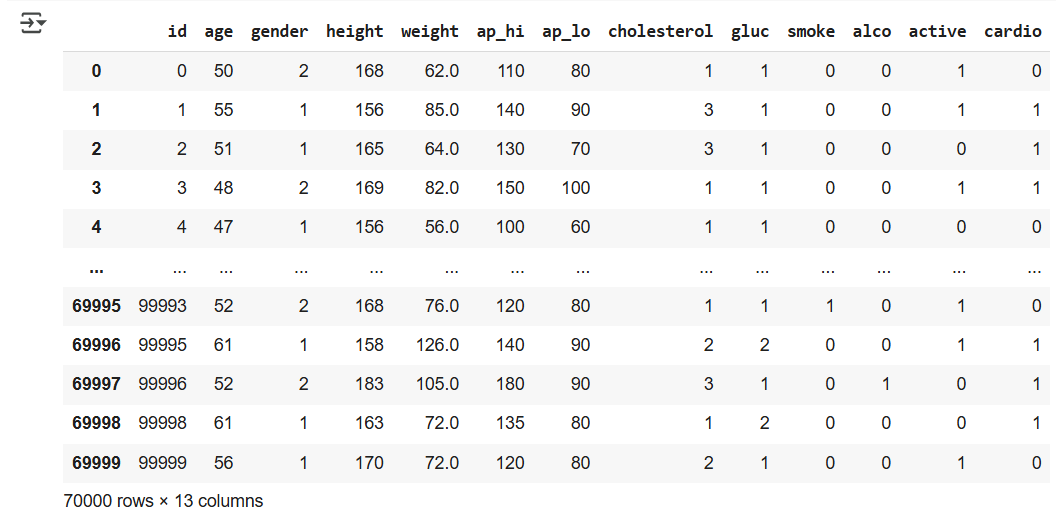 id age gender height weight ap_hi ap_lo cholesterol gluc smoke alco active cardio
0 0 50 2 168 62.0 110 80 1 1 0 0 1 0
1 1 55 1 156 85.0 140 90 3 1 0 0 1 1
2 2 51 1 165 64.0 130 70 3 1 0 0 0 1
3 3 48 2 169 82.0 150 100 1 1 0 0 1 1
4 4 47 1 156 56.0 100 60 1 1 0 0 0 0
... ... ... ... ... ... ... ... ... ... ... ... ... ...
69995 99993 52 2 168 76.0 120 80 1 1 1 0 1 0
69996 99995 61 1 158 126.0 140 90 2 2 0 0 1 1
69997 99996 52 2 183 105.0 180 90 3 1 0 1 0 1
69998 99998 61 1 163 72.0 135 80 1 2 0 0 0 1
69999 99999 56 1 170 72.0 120 80 2 1 0 0 1 0
70000 rows × 13 columns